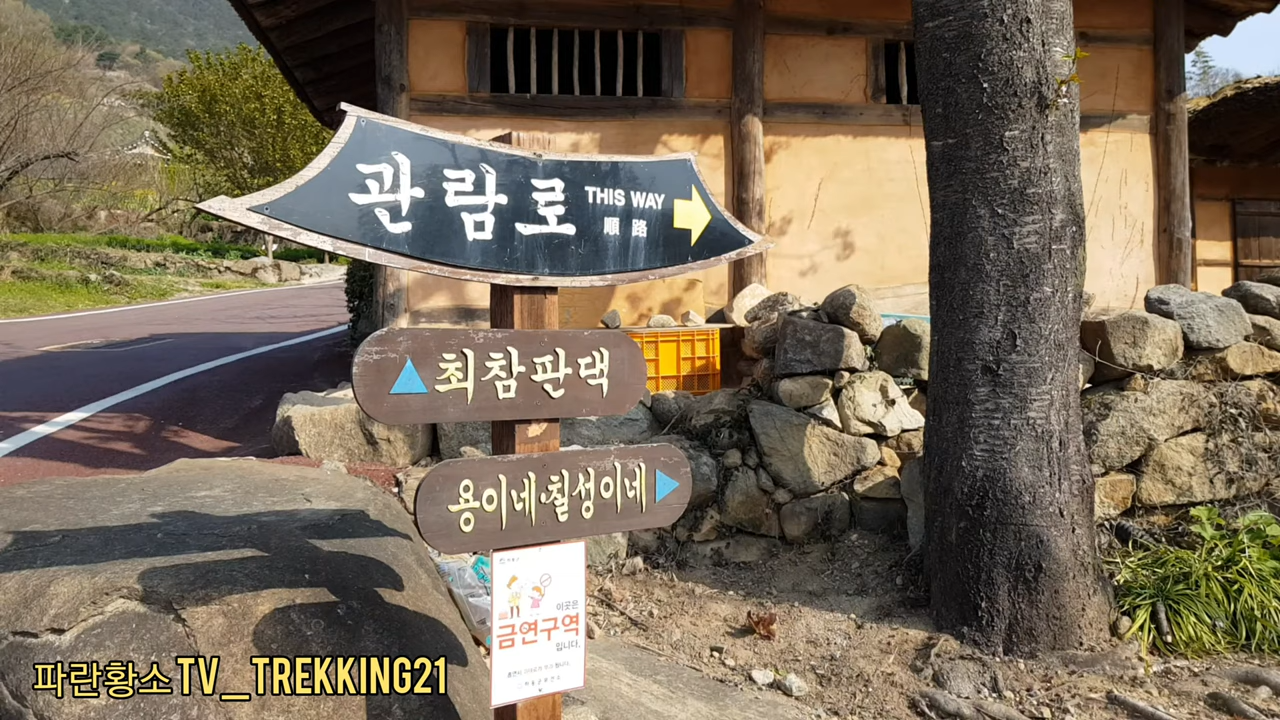 관람로 THIS WAY
順路
최참판댁
용이네·칠성이네
이곳은
금연구역
입니다.
파란황소TV_TREKKING21